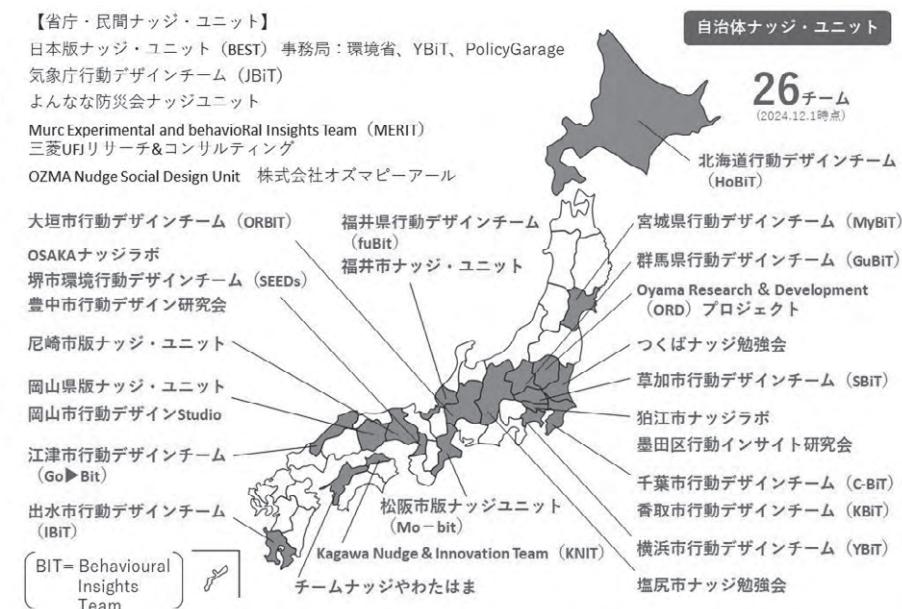 【省庁・民間ナッジ・ユニット】
日本版ナッジ・ユニット（BEST）事務局：環境省、YBiT、PolicyGarage
気象庁行動デザインチーム（JBiT）
よんなな防災会ナッジユニット
Murc Experimental and behavioRal Insights Team（MERIT）
三菱UFJリサーチ&コンサルティング
OZMA Nudge Social Design Unit　株式会社オズマピーアール
自治体ナッジ・ユニット
26チーム
（2024.12.1時点）
北海道行動デザインチーム
（HoBiT）
大垣市行動デザインチーム（ORBIT）
OSAKAナッジラボ
堺市環境行動デザインチーム（SEEDs）
豊中市行動デザイン研究会
尼崎市版ナッジ・ユニット
岡山県版ナッジ・ユニット
岡山市行動デザインStudio
江津市行動デザインチーム
（Go▶Bit）
出水市行動デザインチーム
（IBiT）
福井県行動デザインチーム
（fuBit）
福井市ナッジ・ユニット
宮城県行動デザインチーム（MyBiT）
群馬県行動デザインチーム（GuBiT）
Oyama Research & Development
（ORD）プロジェクト
つくばナッジ勉強会
草加市行動デザインチーム（SBiT）
狛江市ナッジラボ
墨田区行動インサイト研究会
千葉市行動デザインチーム（C-BiT）
香取市行動デザインチーム（KBiT）
横浜市行動デザインチーム（YBiT）
塩尻市ナッジ勉強会
松阪市版ナッジユニット
（Mo－bit）
Kagawa Nudge & Innovation Team（KNIT）
チームナッジやわたはま
BIT= Behavioural
Insights
Team